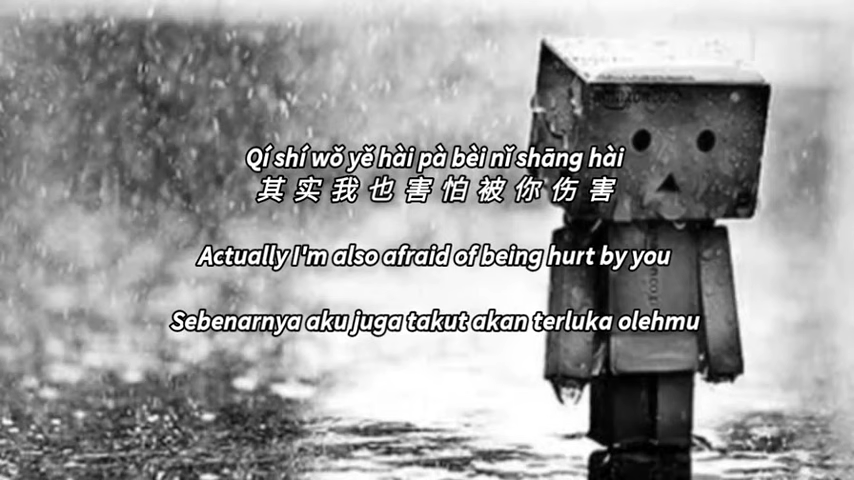 Qí shí wǒ yě hài pà bèi nǐ shāng hài
其实我也害怕被你伤害
Actually I'm also afraid of being hurt by you
Sebenarnya aku juga takut akan terluka olehmu